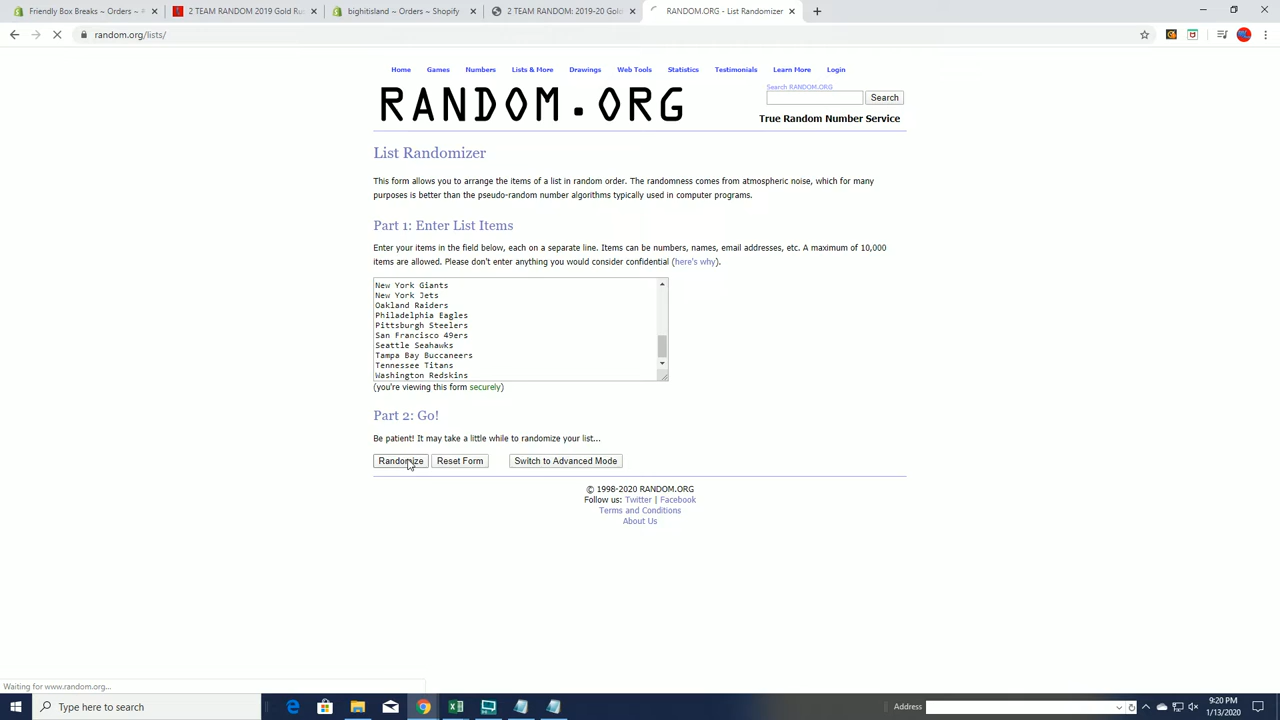 Friendly Box Breaks ~ Orders ~
2 TEAM RANDOM 2019 Gold Ru
bighitisland ~ Orders ~ Shopify
2 TEAM RANDOM: 2019-20 Gold
RANDOM.ORG - List Randomizer
random.org/lists/
Home Games Numbers Lists & More Drawings Web Tools Statistics Testimonials Learn More Login
RANDOM.ORG
Search RANDOM.ORG
Search
True Random Number Service
List Randomizer
This form allows you to arrange the items of a list in random order. The randomness comes from atmospheric noise, which for many
purposes is better than the pseudo-random number algorithms typically used in computer programs.
Part 1: Enter List Items
Enter your items in the field below, each on a separate line. Items can be numbers, names, email addresses, etc. A maximum of 10,000
items are allowed. Please don't enter anything you would consider confidential (here's why).
New York Giants
New York Jets
Oakland Raiders
Philadelphia Eagles
Pittsburgh Steelers
San Francisco 49ers
Seattle Seahawks
Tampa Bay Buccaneers
Tennessee Titans
Washington Redskins
(you're viewing this form securely)
Part 2: Go!
Be patient! It may take a little while to randomize your list...
Randomize Reset Form Switch to Advanced Mode
© 1998-2020 RANDOM.ORG
Follow us: Twitter | Facebook
Terms and Conditions
About Us
Waiting for www.random.org...
Type here to search
Address
9:20 PM
1/13/2020